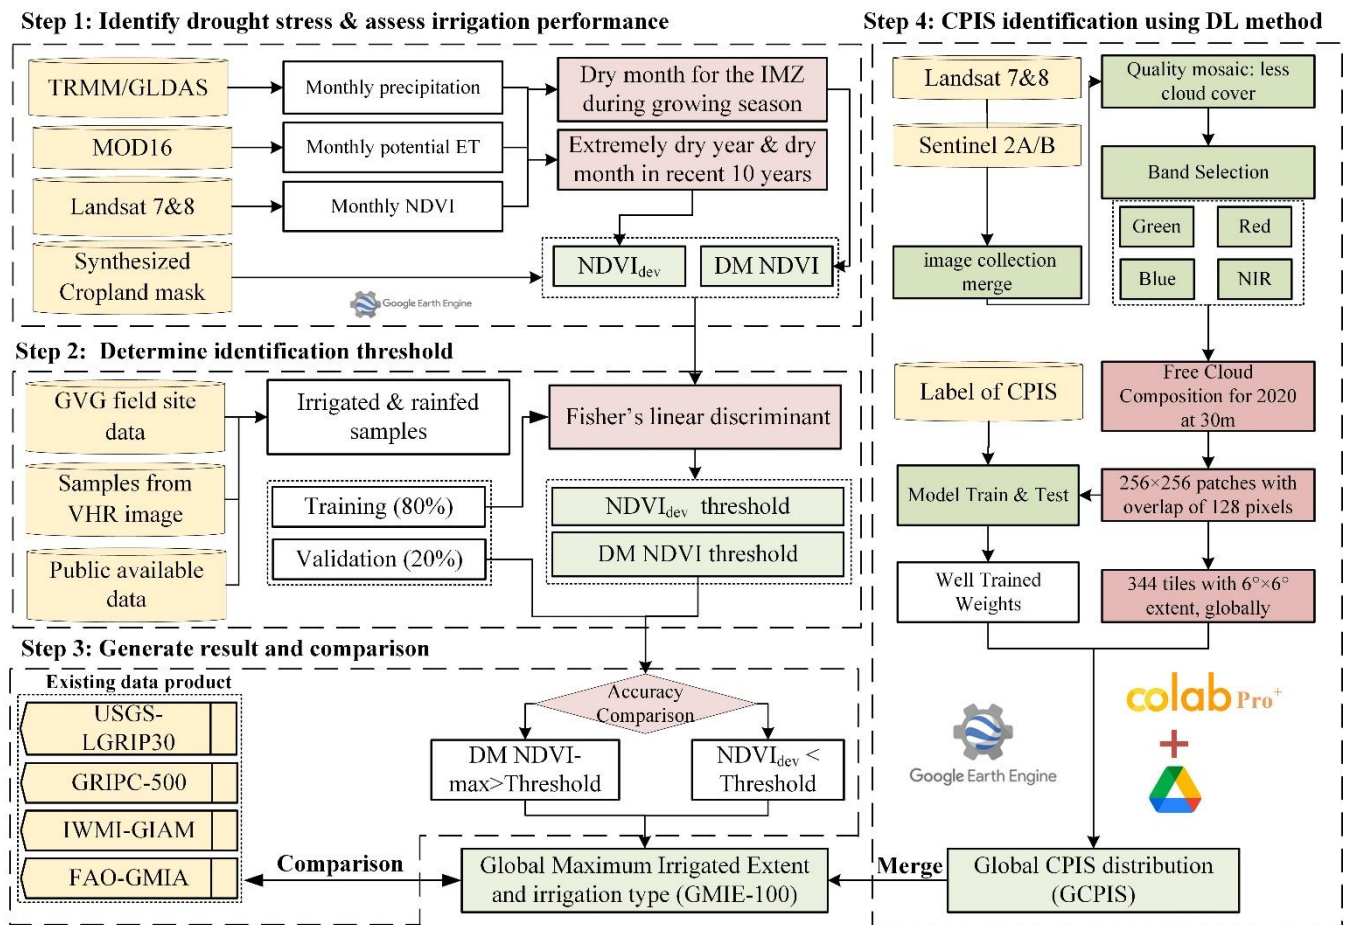 Step 1: Identify drought stress & assess irrigation performance
TRMM/GLDAS
Monthly precipitation
Dry month for the IMZ
during growing season
MOD16
Monthly potential ET
Extremely dry year & dry
month in recent 10 years
Landsat 7&8
Monthly NDVI
Synthesized
Cropland mask
NDVIdev
DM NDVI
Google Earth Engine
Step 2: Determine identification threshold
GVG field site
data
Irrigated & rainfed
samples
Fisher's linear discriminant
Samples from
VHR image
Training (80%)
NDVIdev threshold
Validation (20%)
DM NDVI threshold
Public available
data
Step 3: Generate result and comparison
Existing data product
USGS-
LGRIP30
GRIPC-500
IWMI-GIAM
FAO-GMIA
Accuracy
Comparison
DM NDVI-
max>Threshold
NDVIdev <
Threshold
Comparison
Global Maximum Irrigated Extent
and irrigation type (GMIE-100)
Merge
Step 4: CPIS identification using DL method
Landsat 7&8
Quality mosaic: less
cloud cover
Sentinel 2A/B
Band Selection
Green
Red
image collection
merge
Blue
NIR
Label of CPIS
Free Cloud
Composition for 2020
at 30m
Model Train & Test
256×256 patches with
overlap of 128 pixels
Well Trained
Weights
344 tiles with 6°×6°
extent, globally
Google Earth Engine
colab Pro+
Global CPIS distribution
(GCPIS)